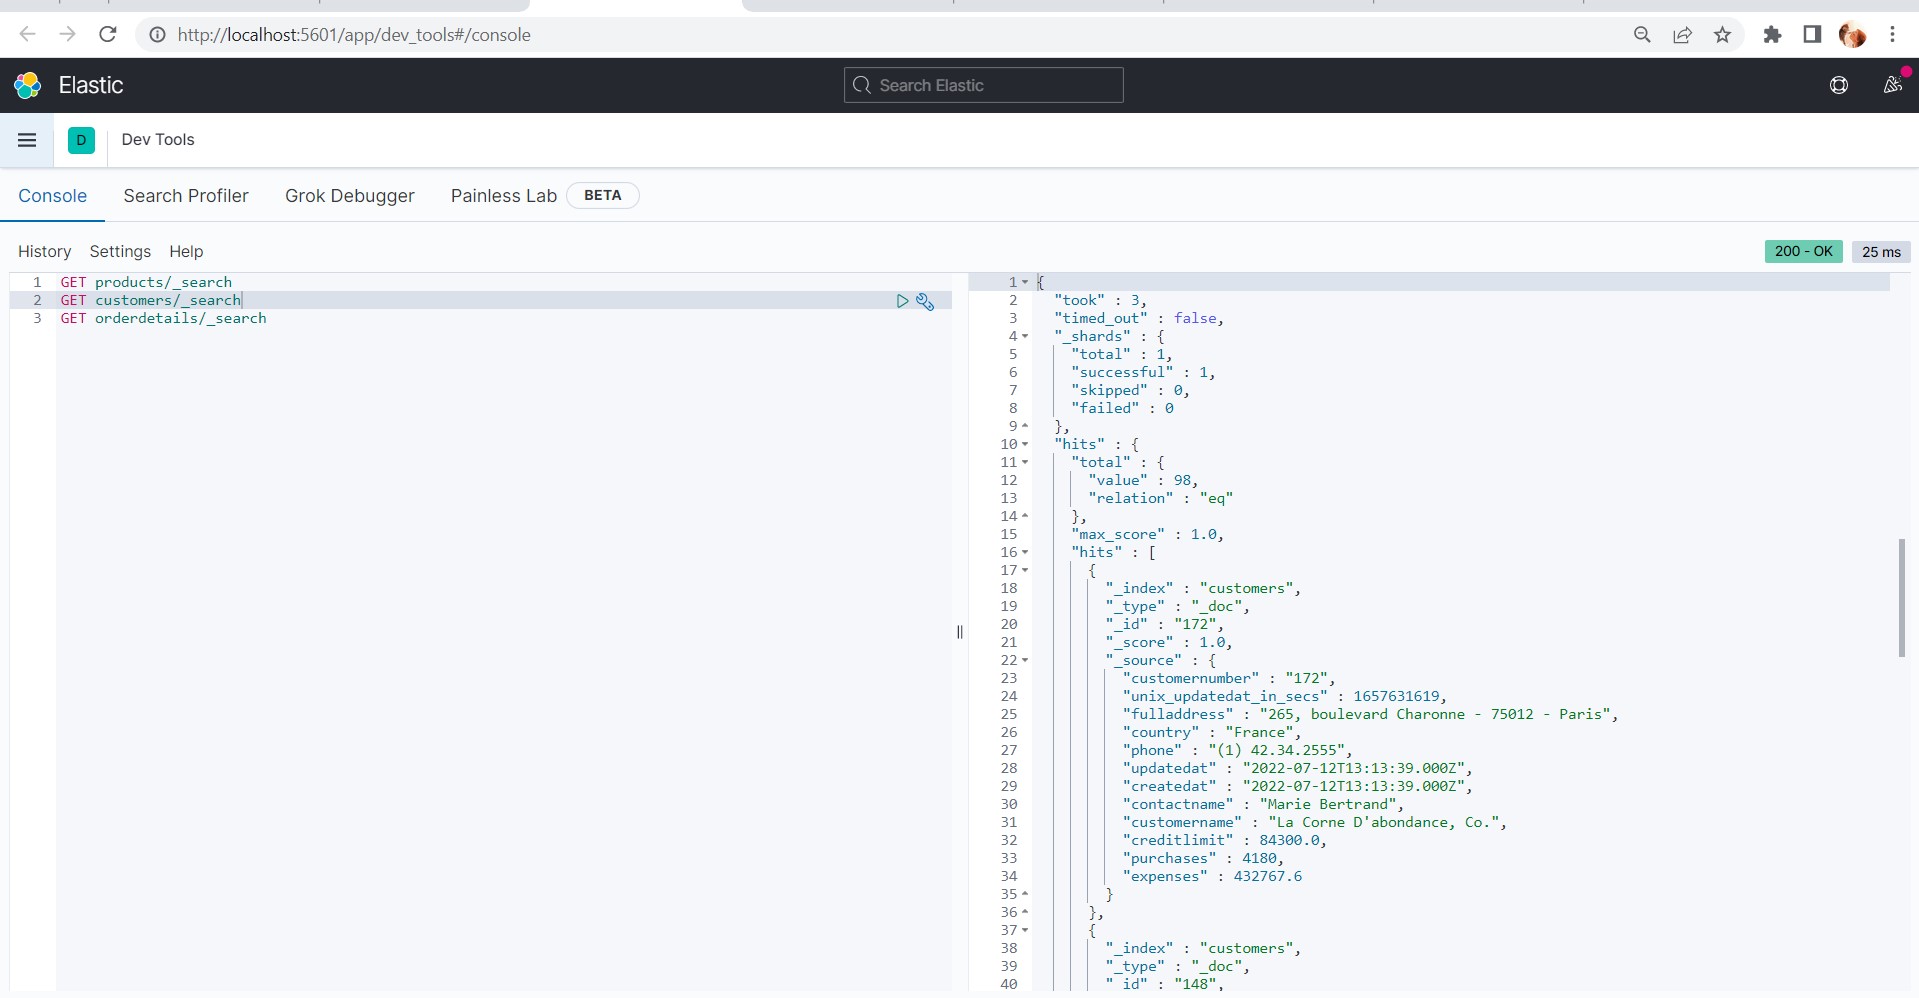 http://localhost:5601/app/dev_tools#/console
Elastic
Search Elastic
D
Dev Tools
Console
Search Profiler
Grok Debugger
Painless Lab
BETA
History
Settings
Help
200 - OK
25 ms
1 GET products/_search
2 GET customers/_search
3 GET orderdetails/_search
1 {
2 "took" : 3,
3 "timed_out" : false,
4 "_shards" : {
5 "total" : 1,
6 "successful" : 1,
7 "skipped" : 0,
8 "failed" : 0
9 },
10 "hits" : {
11 "total" : {
12 "value" : 98,
13 "relation" : "eq"
14 },
15 "max_score" : 1.0,
16 "hits" : [
17 {
18 "_index" : "customers",
19 "_type" : "_doc",
20 "_id" : "172",
21 "_score" : 1.0,
22 "_source" : {
23 "customernumber" : "172",
24 "unix_updatedat_in_secs" : 1657631619,
25 "fulladdress" : "265, boulevard Charonne - 75012 - Paris",
26 "country" : "France",
27 "phone" : "(1) 42.34.2555",
28 "updatedat" : "2022-07-12T13:13:39.000Z",
29 "createdat" : "2022-07-12T13:13:39.000Z",
30 "contactname" : "Marie Bertrand",
31 "customername" : "La Corne D'abondance, Co.",
32 "creditlimit" : 84300.0,
33 "purchases" : 4180,
34 "expenses" : 432767.6
35 }
36 },
37 {
38 "_index" : "customers",
39 "_type" : "_doc",
40 "_id" : "148",